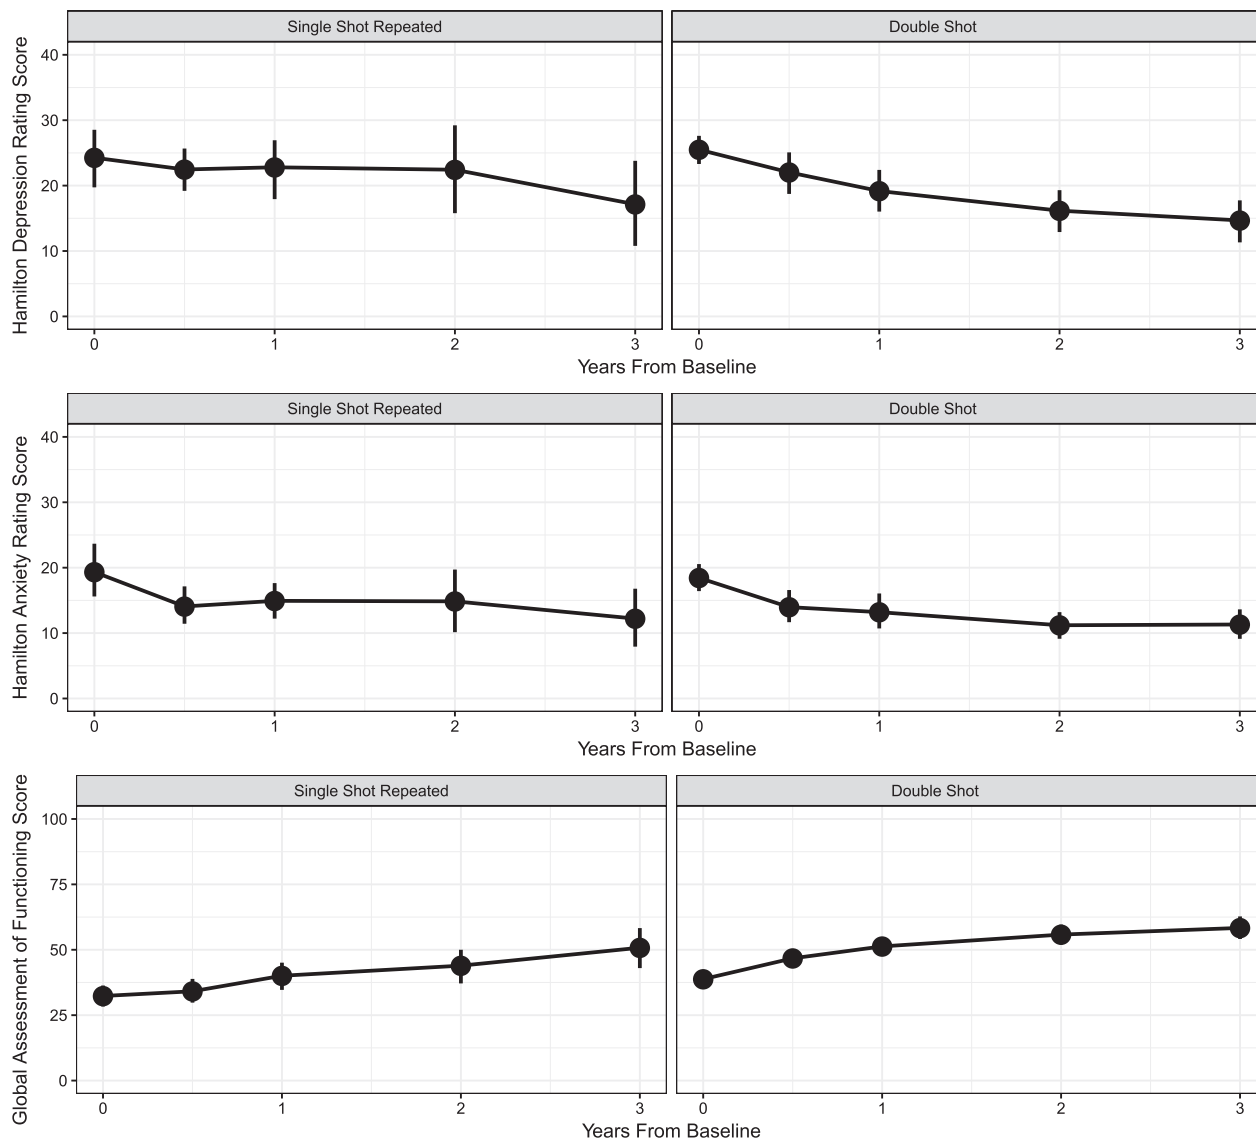 Single Shot Repeated
Double Shot
Hamilton Depression Rating Score
40
30
20
10
0
0 1 2 3
0 1 2 3
Years From Baseline
Single Shot Repeated
Double Shot
Hamilton Anxiety Rating Score
40
30
20
10
0
0 1 2 3
0 1 2 3
Years From Baseline
Single Shot Repeated
Double Shot
Global Assessment of Functioning Score
100
75
50
25
0
0 1 2 3
0 1 2 3
Years From Baseline